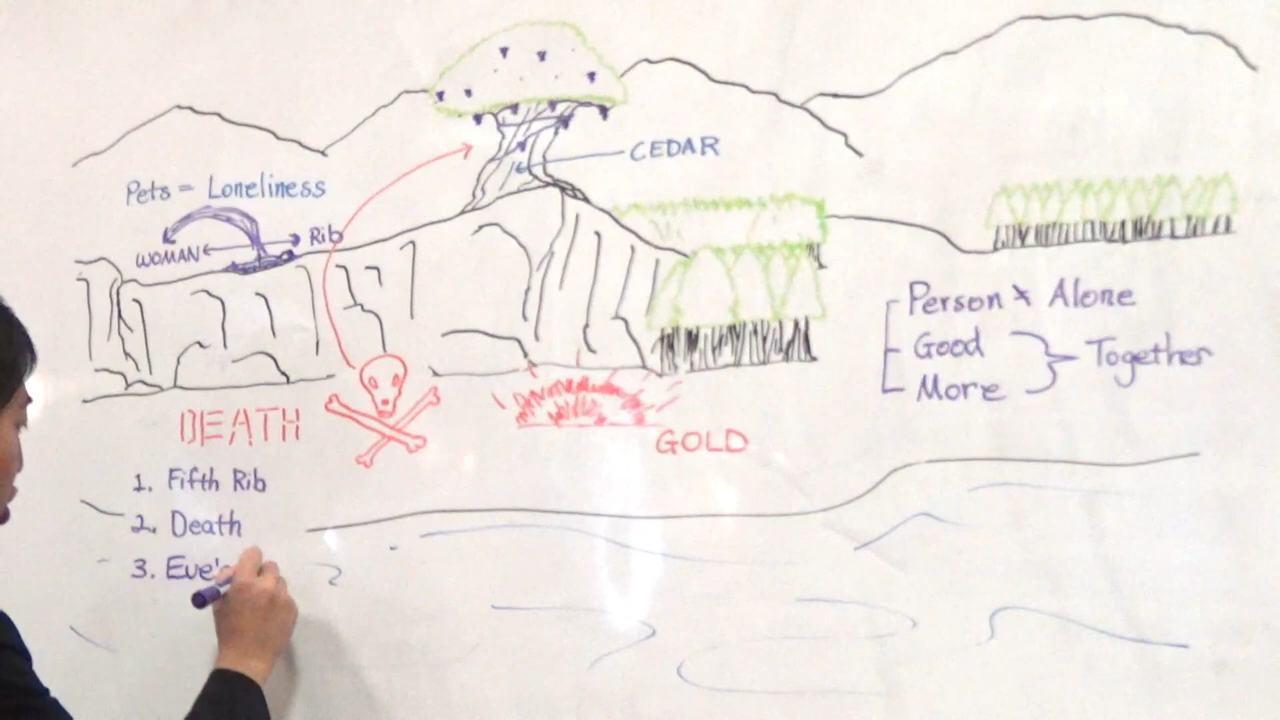 CEDAR
Pets = Loneliness
WOMAN
Rib
Person x Alone
Good
More
Together
DEATH
GOLD
1. Fifth Rib
2. Death
3. Eve'